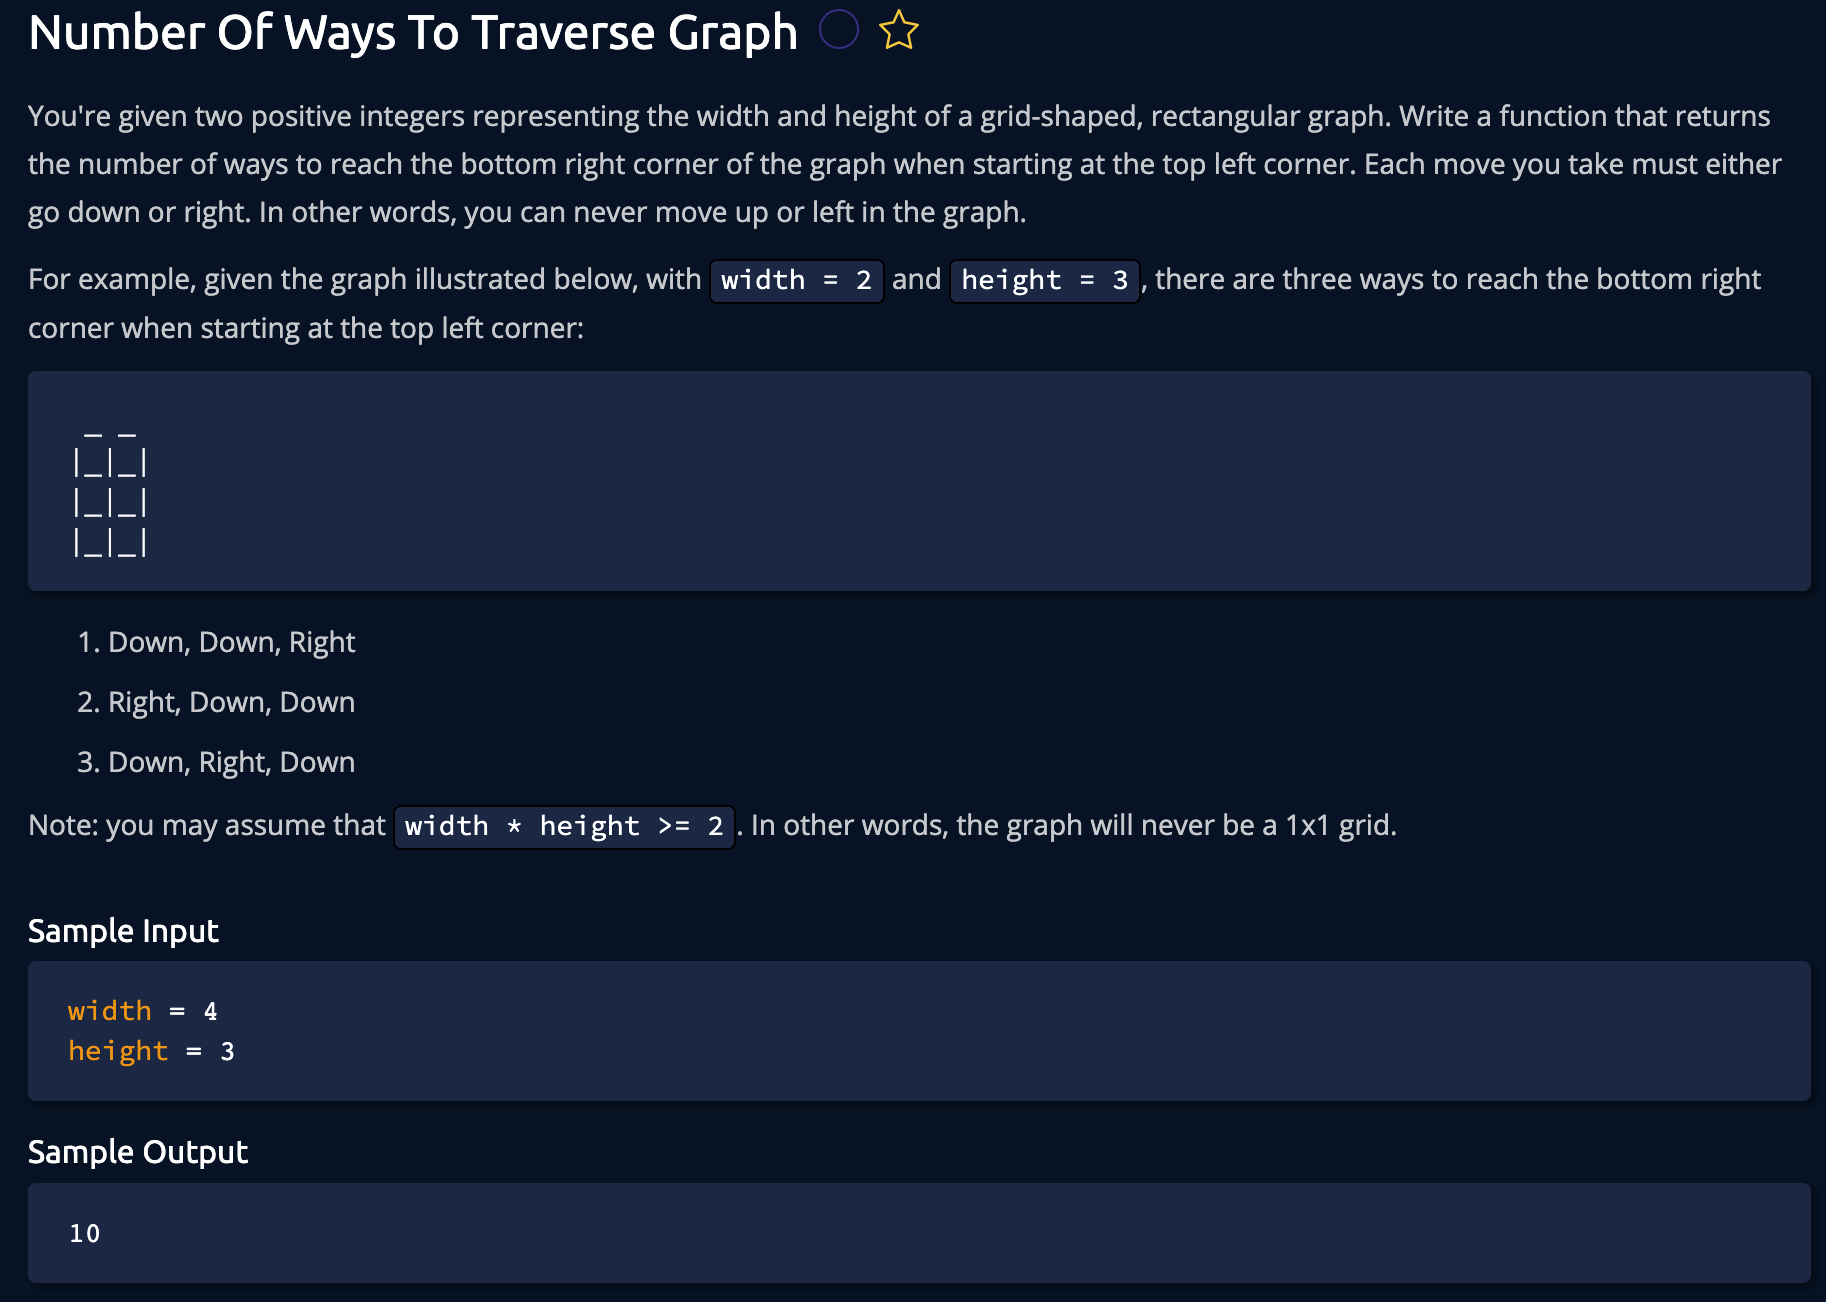 Number Of Ways To Traverse Graph
You're given two positive integers representing the width and height of a grid-shaped, rectangular graph. Write a function that returns
the number of ways to reach the bottom right corner of the graph when starting at the top left corner. Each move you take must either
go down or right. In other words, you can never move up or left in the graph.
For example, given the graph illustrated below, with width = 2 and height = 3, there are three ways to reach the bottom right
corner when starting at the top left corner:
 _ _
|_|_|
|_|_|
|_|_|
1. Down, Down, Right
2. Right, Down, Down
3. Down, Right, Down
Note: you may assume that width * height >= 2. In other words, the graph will never be a 1x1 grid.
Sample Input
width = 4
height = 3
Sample Output
10